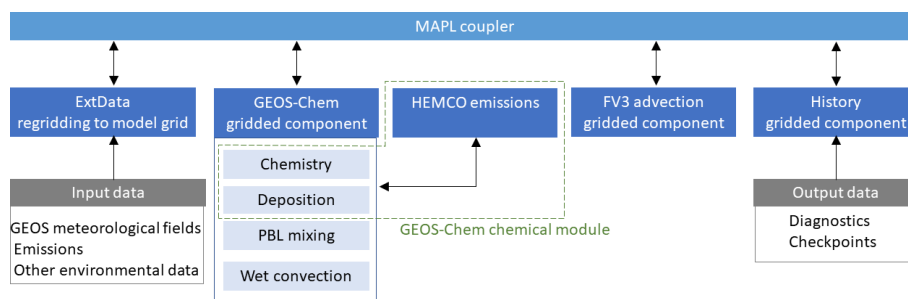 MAPL coupler
ExtData
regridding to model grid
GEOS-Chem
gridded component
HEMCO emissions
FV3 advection
gridded component
History
gridded component
Chemistry
Deposition
PBL mixing
Wet convection
GEOS-Chem chemical module
Input data
GEOS meteorological fields
Emissions
Other environmental data
Output data
Diagnostics
Checkpoints